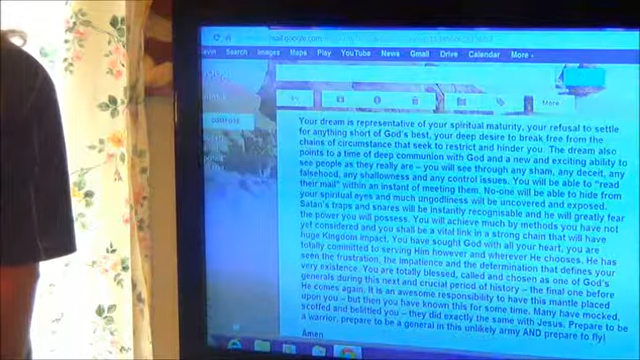 mail.google.com
Search Images Maps Play YouTube News Gmail Drive Calendar More
More
COMPOSE
Your dream is representative of your spiritual maturity, your refusal to settle
for anything short of God's best, your deep desire to break free from the
chains of circumstance that seek to restrict and hinder you. The dream also
points to a time of deep communion with God and a new and exciting ability to
see people as they really are – you will see through any sham, any deceit, any
falsehood, any shallowness and any control issues. You will be able to "read
their mail" within an instant of meeting them. No-one will be able to hide from
your spiritual eyes and much ungodliness will be uncovered and exposed.
Satan's traps and snares will be instantly recognisable and he will greatly fear
the power you will possess. You will achieve much by methods you have not
yet considered and you shall be a vital link in a strong chain that will have
huge Kingdom impact. You have sought God with all your heart, you are
totally committed to serving Him however and wherever He chooses. He has
seen the frustration, the impatience and the determination that defines your
very existence. You are totally blessed, called and chosen as one of God's
generals during this next and crucial period of history – the final one before
He comes again. It is an awesome responsibility to have this mantle placed
upon you – but then you have known this for some time. Many have mocked,
scoffed and belittled you – they did exactly the same with Jesus. Prepare to be
a warrior, prepare to be a general in this unlikely army AND prepare to fly)
Amen